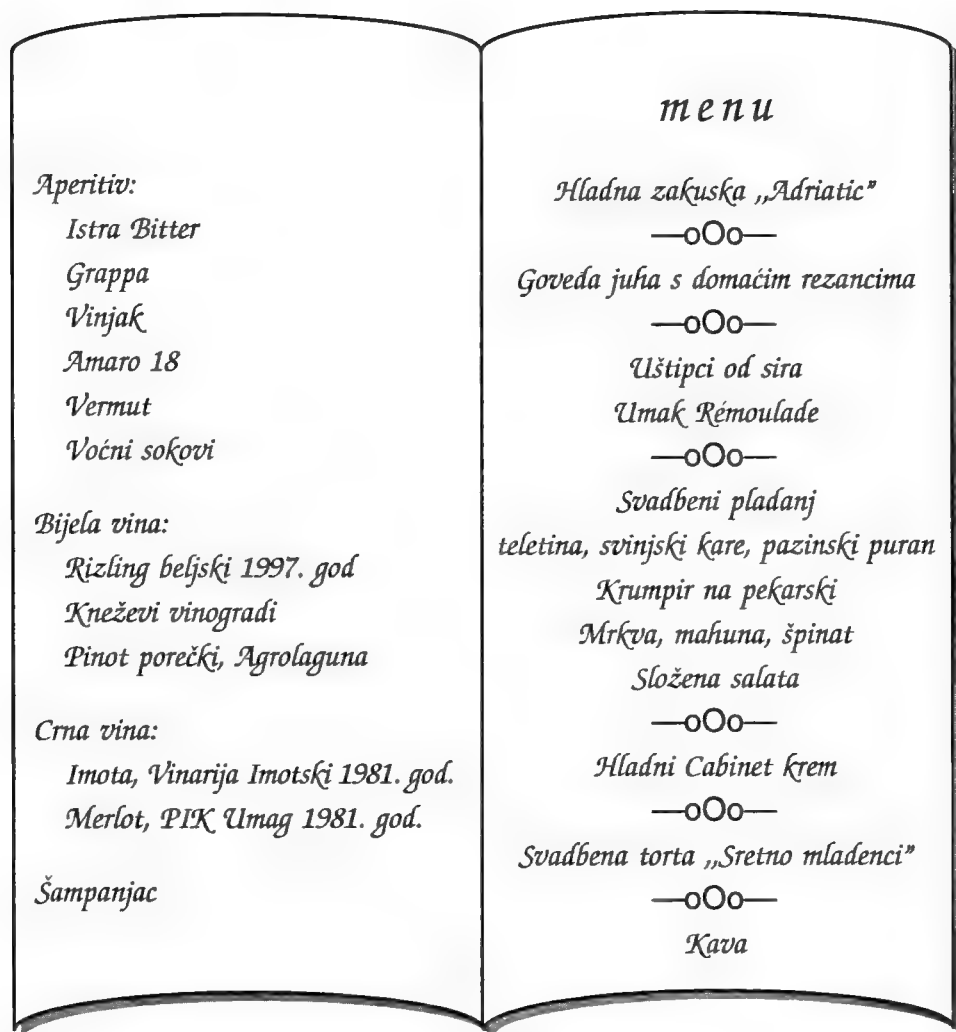 Aperitiv:
Istra Bitter
Grappa
Vinjak
Amaro 18
Vermut
Voćni sokovi
Bijela vina:
Rizling beljski 1997. god
Kneževi vinogradi
Pinot porečki, Agrolaguna
Crna vina:
Imota, Vinarija Imotski 1981. god.
Merlot, PIK Umag 1981. god.
Šampanjac
menu
Hladna zakuska ,,Adriatic”
—oOo—
Goveđa juha s domaćim rezancima
—oOo—
Uštipci od sira
Umak Rémoulade
—oOo—
Svadbeni pladanj
teletina, svinjski kare, pazinski puran
Krumpir na pekarski
Mrkva, mahuna, špinat
Složena salata
—oOo—
Hladni Cabinet krem
—oOo—
Svadbena torta ,,Sretno mladenci”
—oOo—
Kava